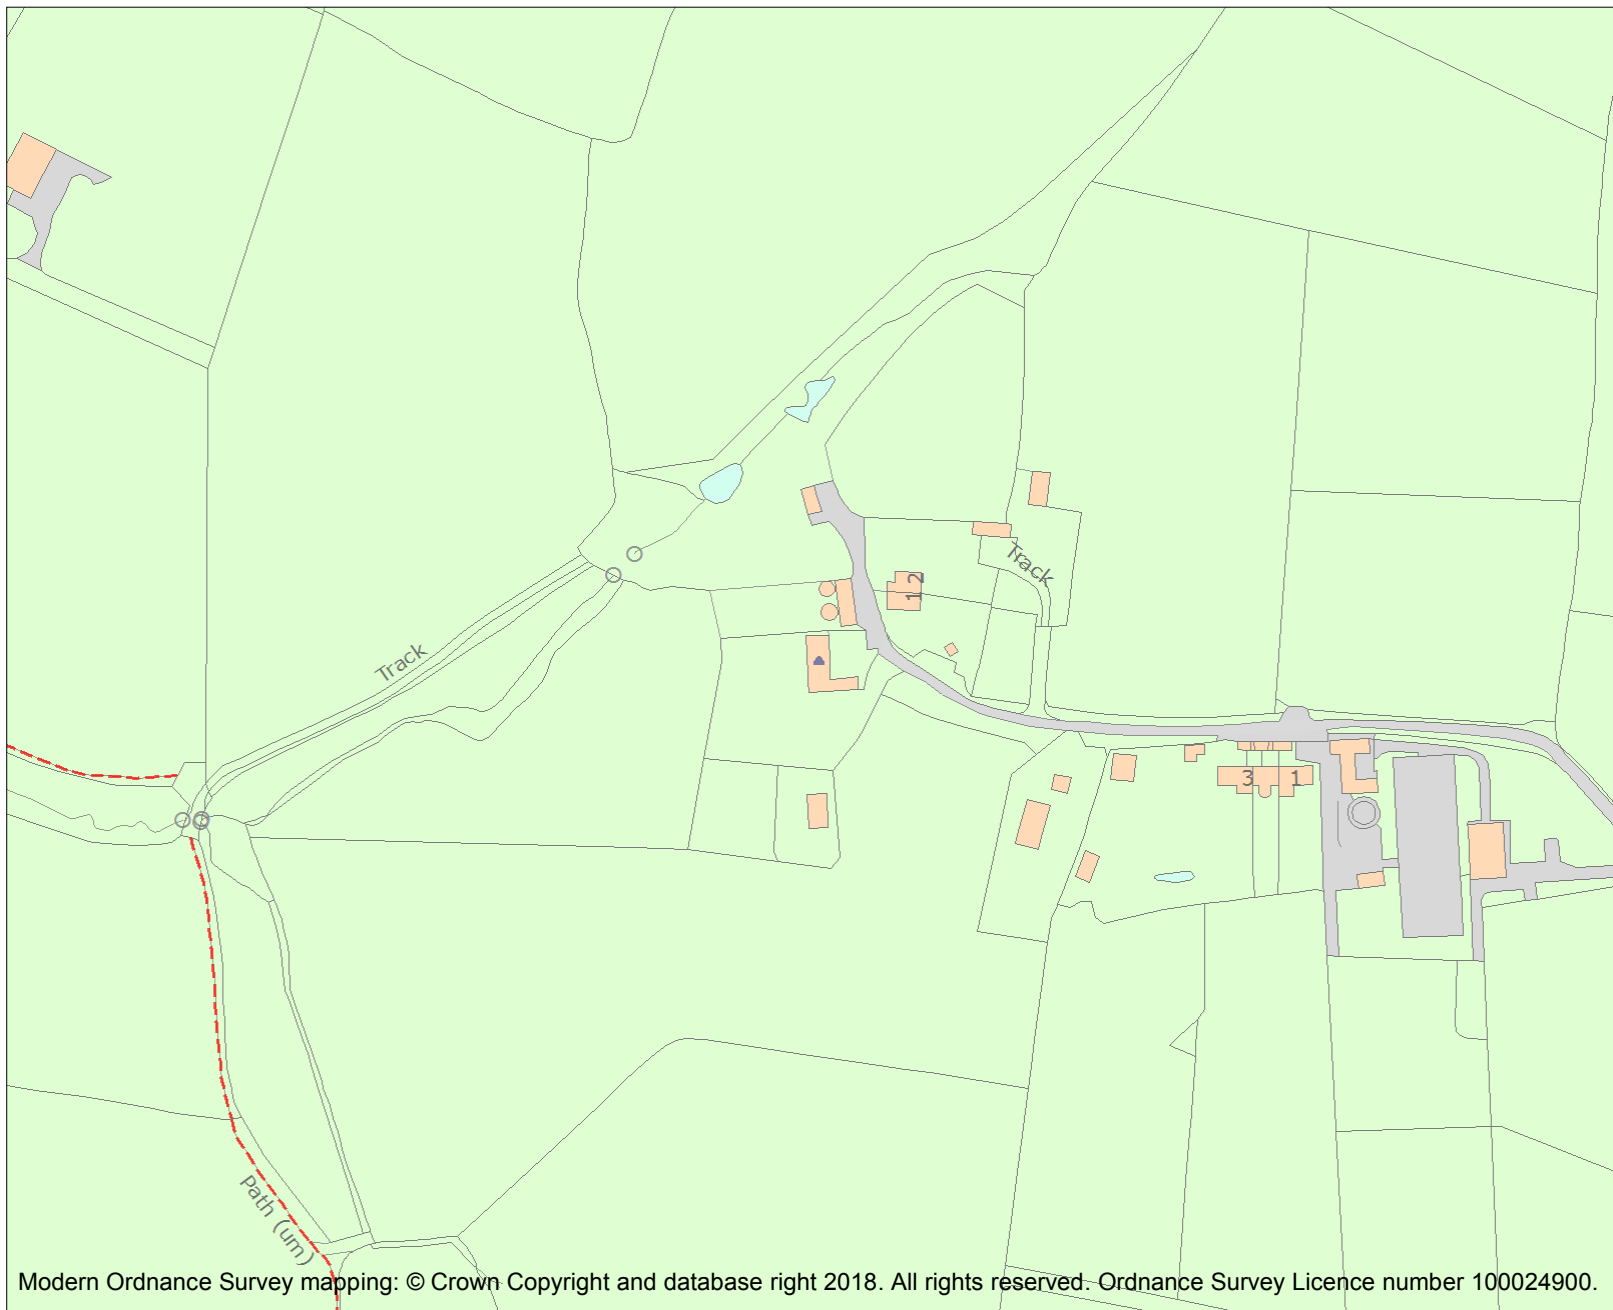 Track
1 2
Track
3
1
Path (um)
Modern Ordnance Survey mapping: © Crown Copyright and database right 2018. All rights reserved. Ordnance Survey Licence number 100024900.